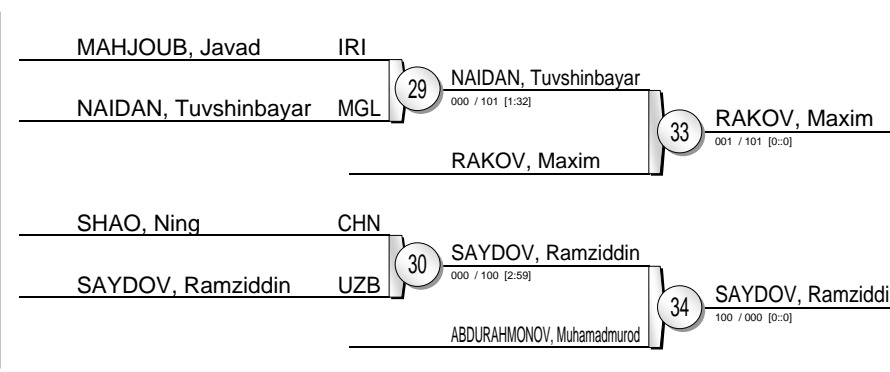 MAHJOUB, Javad IRI
29
NAIDAN, Tuvshinbayar
000 / 101 [1:32]
NAIDAN, Tuvshinbayar MGL
33
RAKOV, Maxim
001 / 101 [0::0]
RAKOV, Maxim
SHAO, Ning CHN
30
SAYDOV, Ramziddin
000 / 100 [2:59]
SAYDOV, Ramziddin UZB
34
SAYDOV, Ramziddi
100 / 000 [0::0]
ABDURAHMONOV, Muhamadmurod